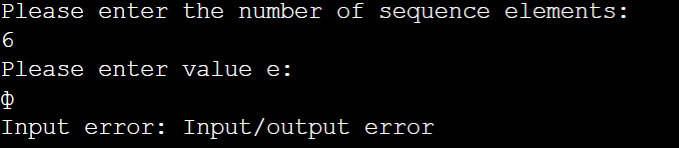 Please enter the number of sequence elements:
6
Please enter value e:
ф
Input error: Input/output error